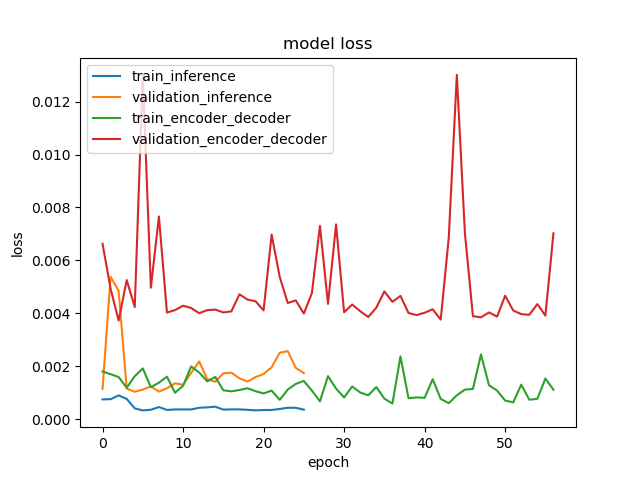 model loss
train_inference
validation_inference
train_encoder_decoder
validation_encoder_decoder
0.012
0.010
0.008
0.006
0.004
0.002
0.000
loss
0 10 20 30 40 50
epoch